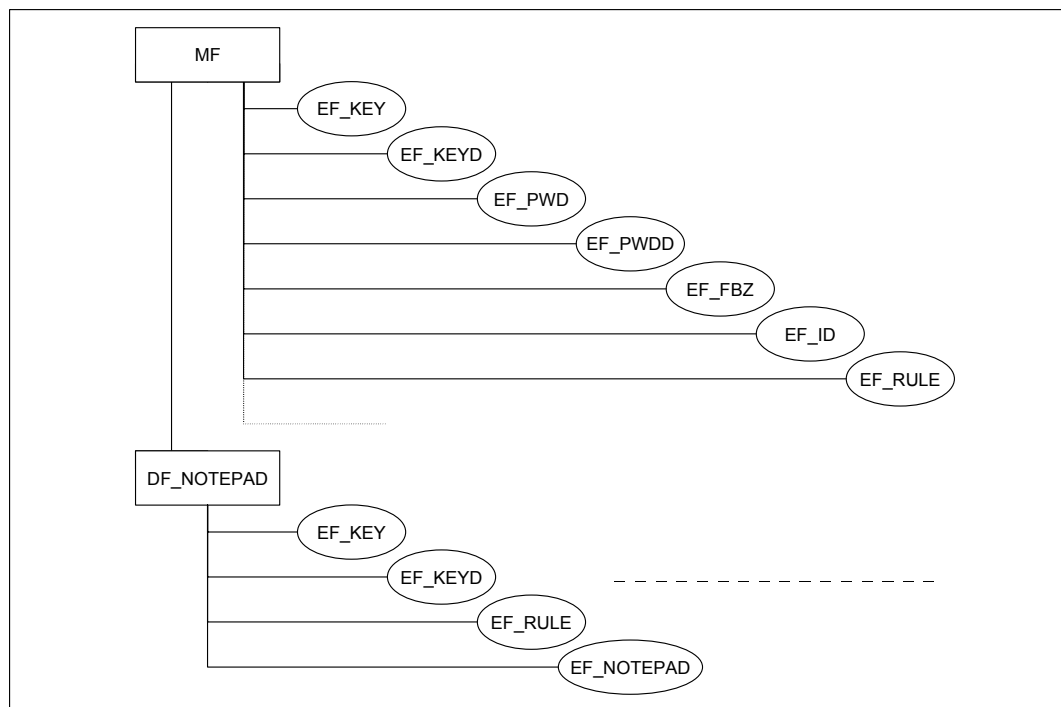 MF
EF_KEY
EF_KEYD
EF_PWD
EF_PWDD
EF_FBZ
EF_ID
EF_RULE
DF_NOTEPAD
EF_KEY
EF_KEYD
EF_RULE
EF_NOTEPAD